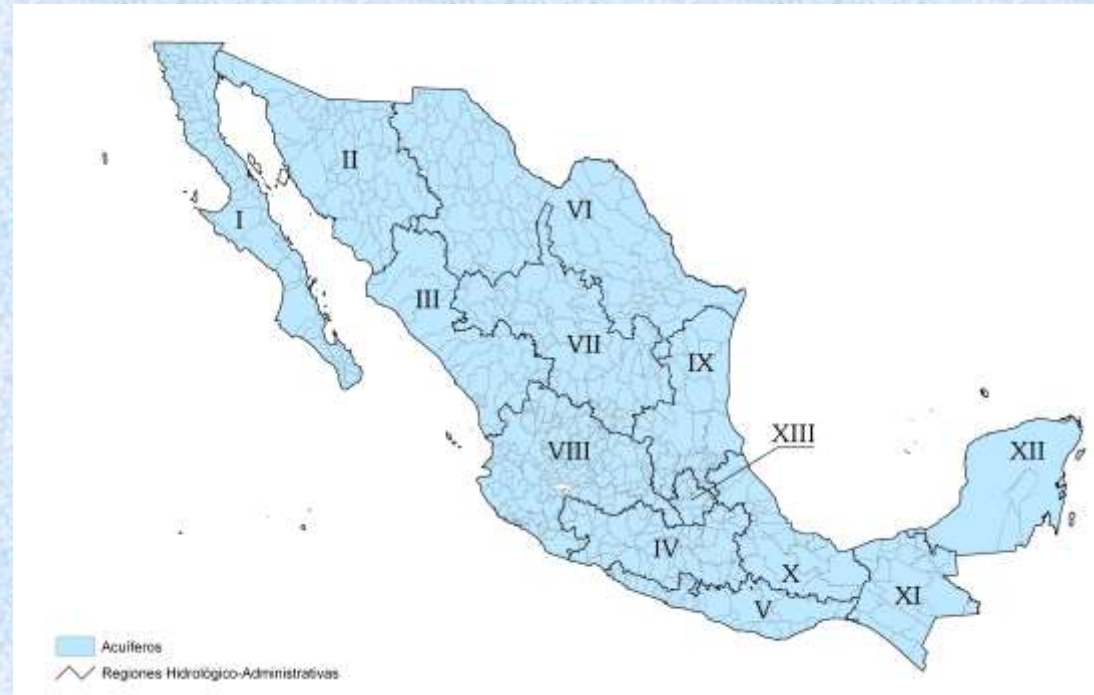 I
II
III
VI
VII
IX
VIII
XIII
XII
IV
X
V
XI
Acuíferos
Regiones Hidrológico-Administrativas